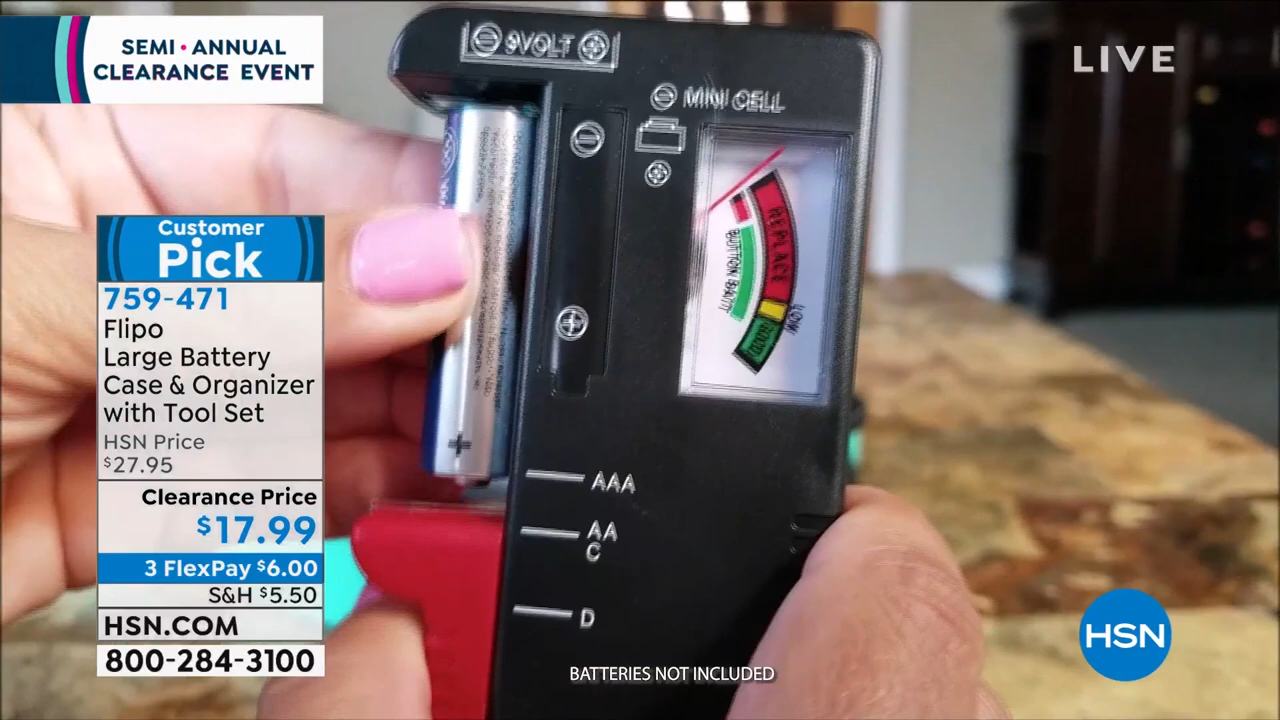 SEMI • ANNUAL
CLEARANCE EVENT
LIVE
Customer
Pick
759-471
Flipo
Large Battery
Case & Organizer
with Tool Set
HSN Price
$27.95
Clearance Price
$17.99
3 FlexPay $6.00
S&H $5.50
HSN.COM
800-284-3100
9VOLT
MINI CELL
REPLACE
LOW
GOOD
BUTTON BATT
AAA
AA
C
D
BATTERIES NOT INCLUDED
HSN